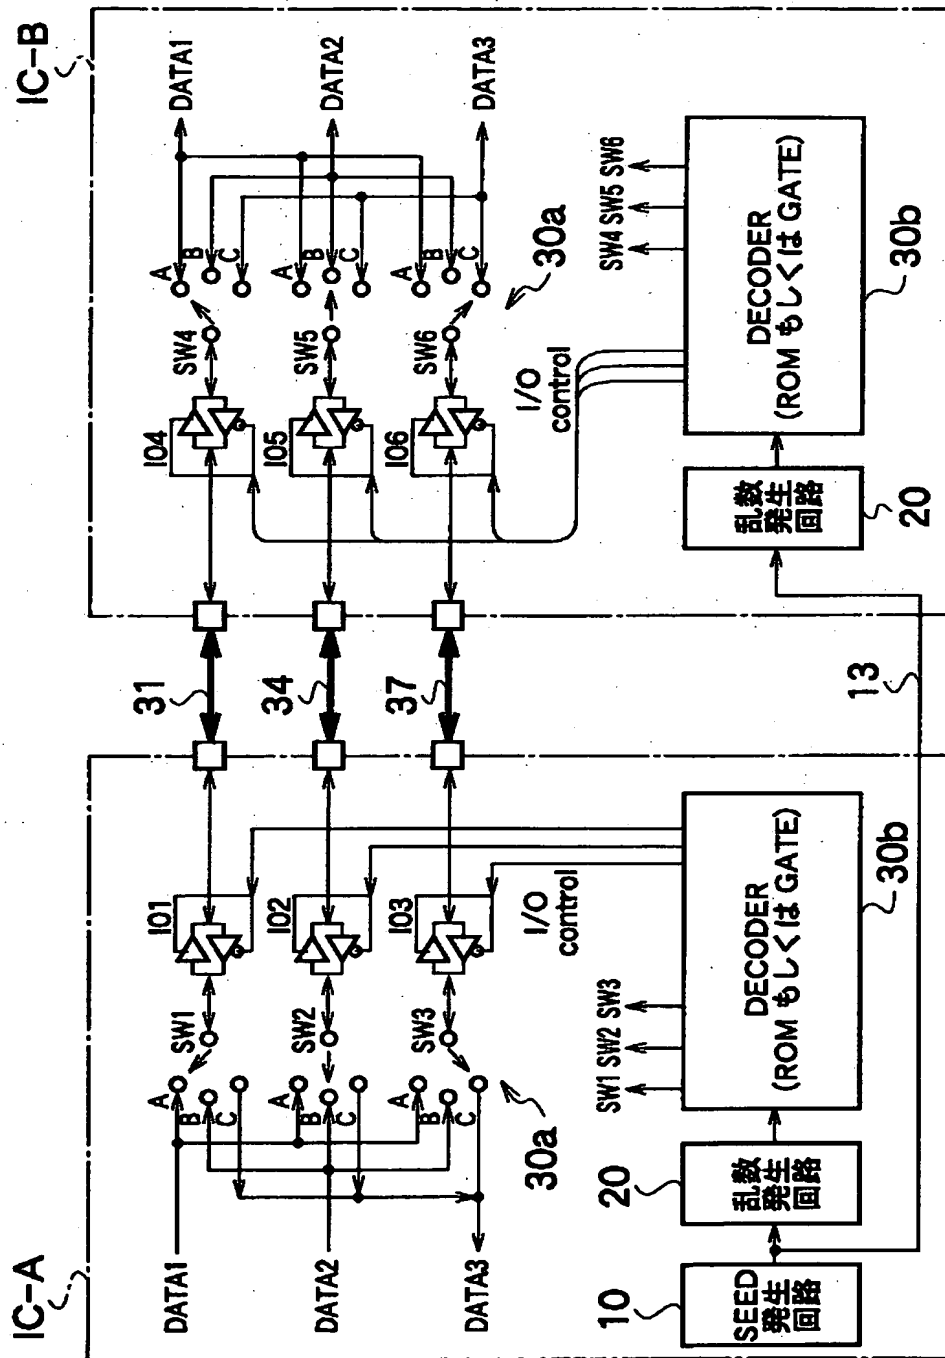 IC-A
DATA1
DATA2
DATA3
A
B
C
A
B
C
A
B
C
SW1
SW2
SW3
IO1
IO2
IO3
30a
I/O
control
SW1 SW2 SW3
10
SEED
発生
回路
20
乱数
発生
回路
DECODER
(ROM もしくは GATE)
30b
31
34
37
13
IC-B
IO4
IO5
IO6
SW4
SW5
SW6
A
B
C
A
B
C
A
B
C
DATA1
DATA2
DATA3
30a
I/O
control
SW4 SW5 SW6
20
乱数
発生
回路
DECODER
(ROM もしくは GATE)
30b